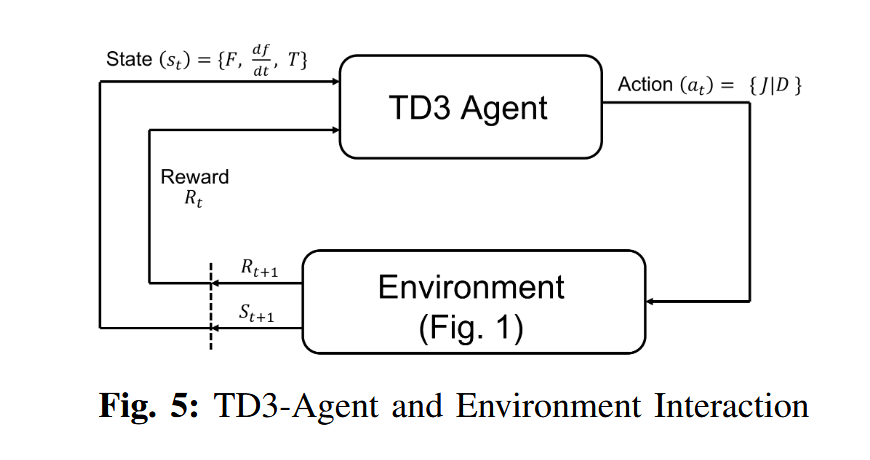 State (s_t) = {F, df/dt, T}
TD3 Agent
Action (a_t) = {J|D }
Reward
R_t
R_{t+1}
S_{t+1}
Environment
(Fig. 1)
Fig. 5: TD3-Agent and Environment Interaction